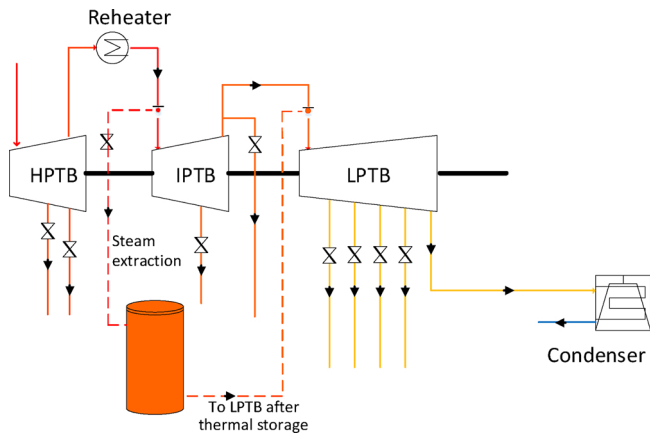 Reheater
HPTB
IPTB
LPTB
Steam
extraction
To LPTB after
thermal storage
Condenser